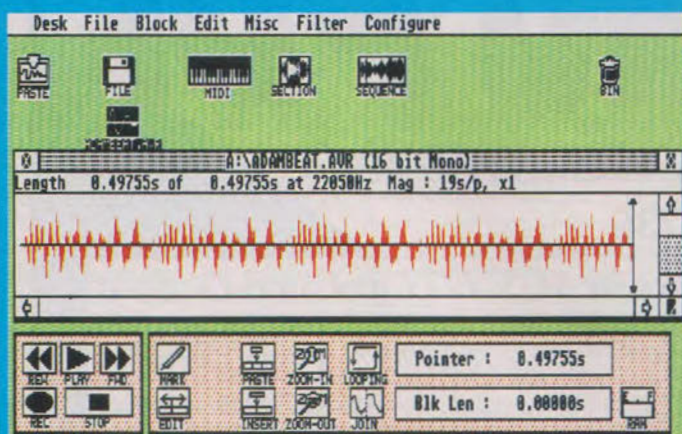 Desk File Block Edit Misc Filter Configure
PASTE FILE MIDI SECTION SEQUENCE BIN
A:\ADAMBEAT.AVR (16 bit Mono)
Length 0.49755s of 0.49755s at 22050Hz Mag : 19s/p, x1
REW PLAY FWD MARK PASTE ZOOM-IN LOOPING Pointer : 0.49755s
REC STOP EDIT INSERT ZOOM-OUT JOIN Blk Len : 0.00000s E F RAM